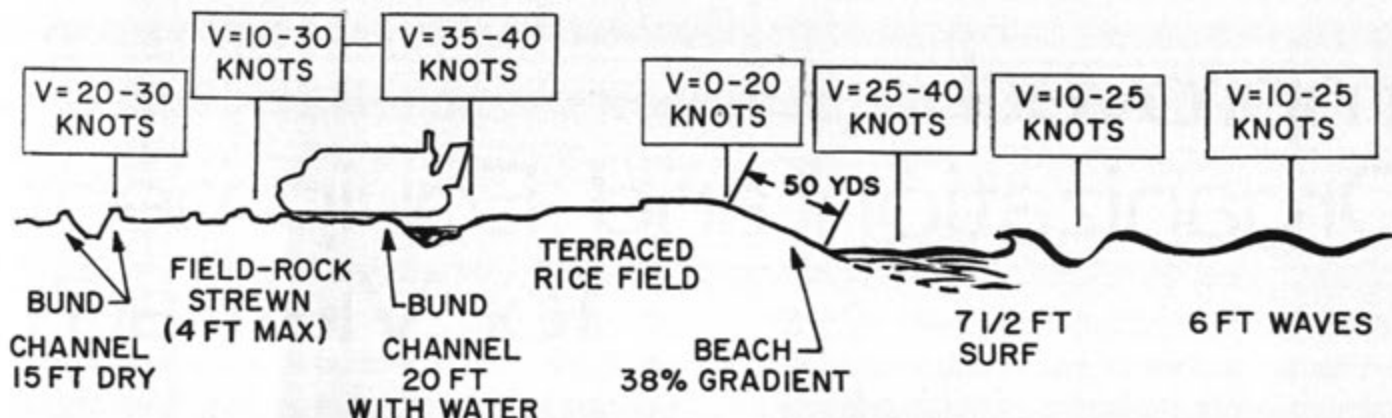 V=10-30
KNOTS
V=35-40
KNOTS
V=20-30
KNOTS
V=0-20
KNOTS
V=25-40
KNOTS
V=10-25
KNOTS
V=10-25
KNOTS
50 YDS
BUND
CHANNEL
15 FT DRY
FIELD-ROCK
STREWN
(4 FT MAX)
BUND
CHANNEL
20 FT
WITH WATER
TERRACED
RICE FIELD
BEACH
38% GRADIENT
7 1/2 FT
SURF
6 FT WAVES